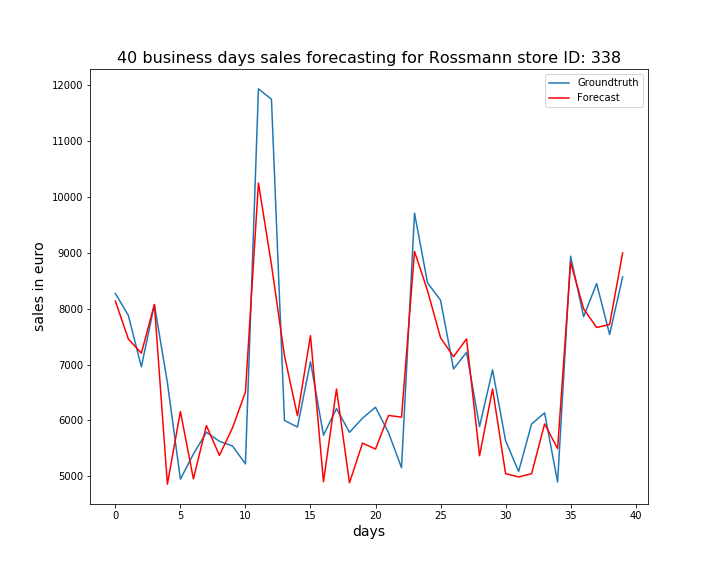 40 business days sales forecasting for Rossmann store ID: 338
Groundtruth
Forecast
12000
11000
10000
9000
8000
7000
6000
5000
sales in euro
0 5 10 15 20 25 30 35 40
days